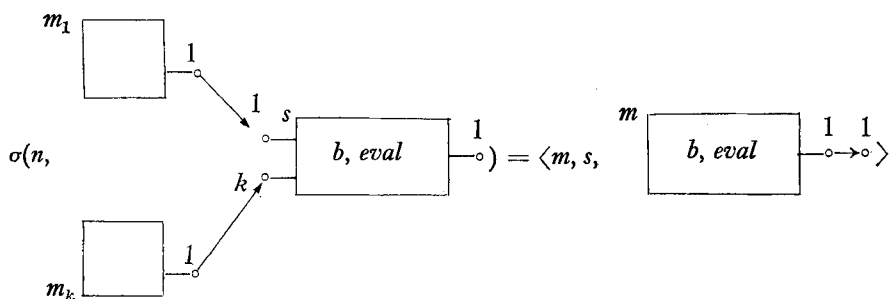 m₁
1
1
s
m
σ(n,
b, eval
1
) = ⟨m, s,
b, eval
1 1
⟩
k
1
mₖ